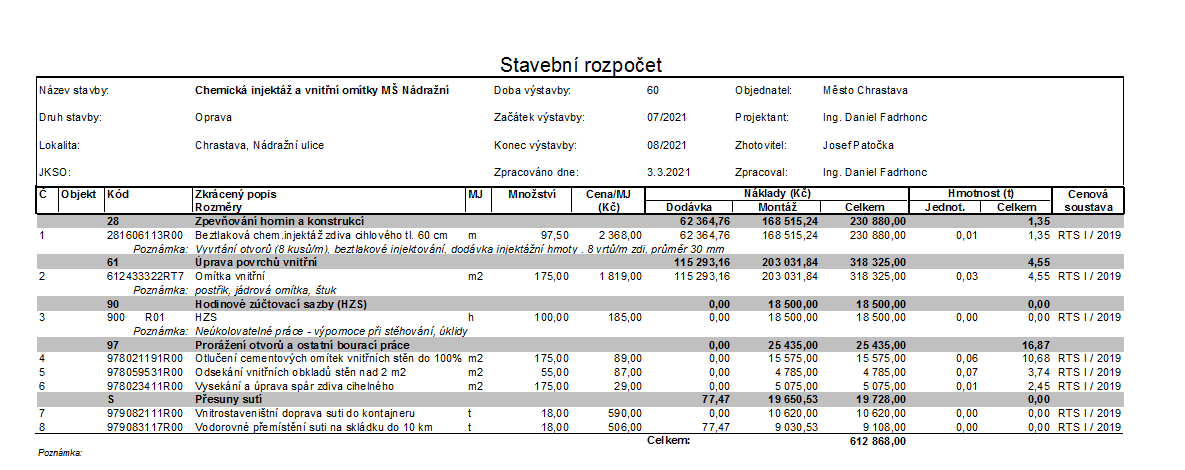 Stavební rozpočet
Název stavby: Chemická injektáž a vnitřní omítky MŠ Nádražní Doba výstavby: 60 Objednatel: Město Chrastava
Druh stavby: Oprava Začátek výstavby: 07/2021 Projektant: Ing. Daniel Fadrhonc
Lokalita: Chrastava, Nádražní ulice Konec výstavby: 08/2021 Zhotovitel: Josef Patočka
JKSO: Zpracováno dne: 3.3.2021 Zpracoval: Ing. Daniel Fadrhonc
Č Objekt Kód Zkrácený popis MJ Množství Cena/MJ Náklady (Kč) Hmotnost (t) Cenová
Rozměry (Kč) Dodávka Montáž Celkem Jednot. Celkem soustava
28 Zpevňování hornin a konstrukcí 62 364,76 168 515,24 230 880,00 1,35
1 281606113R00 Beztlaková chem.injektáž zdiva cihlového tl. 60 cm m 97,50 2 368,00 62 364,76 168 515,24 230 880,00 0,01 1,35 RTS I / 2019
Poznámka: Vyvrtání otvorů (8 kusů/m), beztlakové injektování, dodávka injektážní hmoty . 8 vrtů/m zdi, průměr 30 mm
61 Úprava povrchů vnitřní 115 293,16 203 031,84 318 325,00 4,55
2 612433322RT7 Omítka vnitřní m2 175,00 1 819,00 115 293,16 203 031,84 318 325,00 0,03 4,55 RTS I / 2019
Poznámka: postřik, jádrová omítka, štuk
90 Hodinové zúčtovací sazby (HZS) 0,00 18 500,00 18 500,00 0,00
3 900 R01 HZS h 100,00 185,00 0,00 18 500,00 18 500,00 0,00 0,00 RTS I / 2019
Poznámka: Neúkolovatelné práce - výpomoce při stěhování, úklidy
97 Prorážení otvorů a ostatní bourací práce 0,00 25 435,00 25 435,00 16,87
4 978021191R00 Otlučení cementových omítek vnitřních stěn do 100% m2 175,00 89,00 0,00 15 575,00 15 575,00 0,06 10,68 RTS I / 2019
5 978059531R00 Odsekání vnitřních obkladů stěn nad 2 m2 m2 55,00 87,00 0,00 4 785,00 4 785,00 0,07 3,74 RTS I / 2019
6 978023411R00 Vysekání a úprava spár zdiva cihelného m2 175,00 29,00 0,00 5 075,00 5 075,00 0,01 2,45 RTS I / 2019
S Přesuny sutí 77,47 19 650,53 19 728,00 0,00
7 979082111R00 Vnitrostaveništní doprava suti do kontajneru t 18,00 590,00 0,00 10 620,00 10 620,00 0,00 0,00 RTS I / 2019
8 979083117R00 Vodorovné přemístění suti na skládku do 10 km t 18,00 506,00 77,47 9 030,53 9 108,00 0,00 0,00 RTS I / 2019
Celkem: 612 868,00
Poznámka: